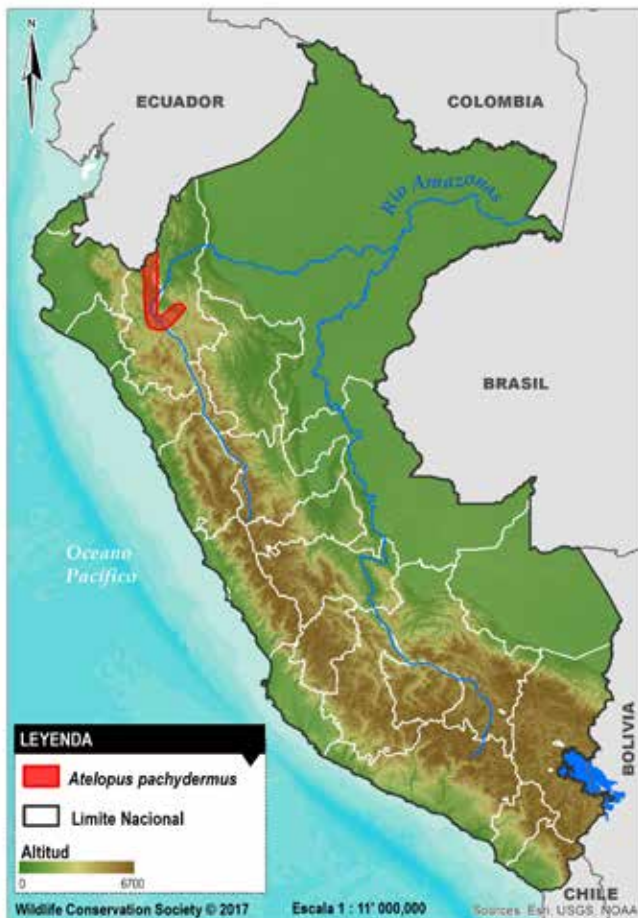 N
ECUADOR
COLOMBIA
Río Amazonas
BRASIL
Oceano
Pacífico
BOLIVIA
LEYENDA
Atelopus pachydermus
Limite Nacional
Altitud
0 6700
CHILE
Wildlife Conservation Society © 2017 Escala 1 : 11' 000,000 Sources: Esri, USGS, NOAA